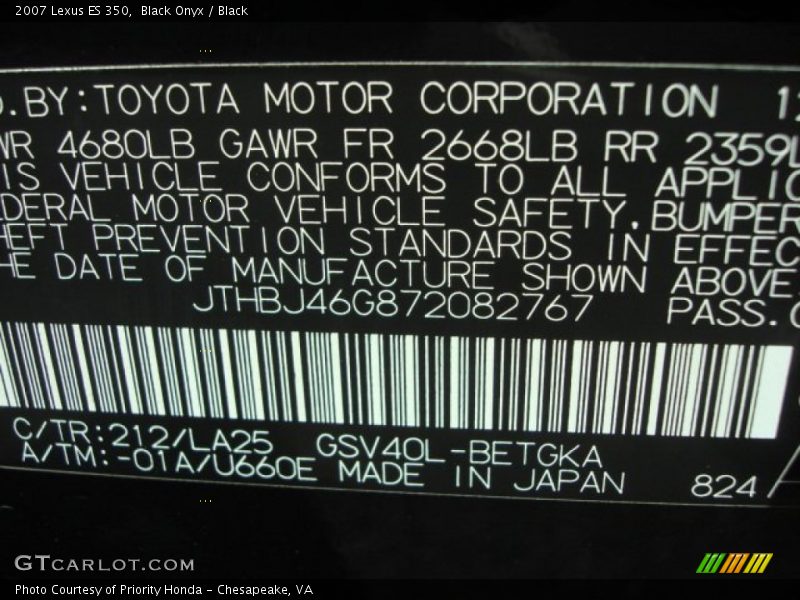 2007 Lexus ES 350,  Black Onyx / Black
D.BY:TOYOTA MOTOR CORPORATION 12
WR 4680LB GAWR FR 2668LB RR 2359L
IS VEHICLE CONFORMS TO ALL APPLIC
EDERAL MOTOR VEHICLE SAFETY,BUMPER
HEFT PREVENTION STANDARDS IN EFFEC
HE DATE OF MANUFACTURE SHOWN ABOVE.
JTHBJ46G872082767 PASS.C
C/TR:212/LA25 GSV40L-BETGKA
A/TM:-01A/U660E MADE IN JAPAN 824
GTCARLOT.COM
Photo Courtesy of Priority Honda - Chesapeake, VA